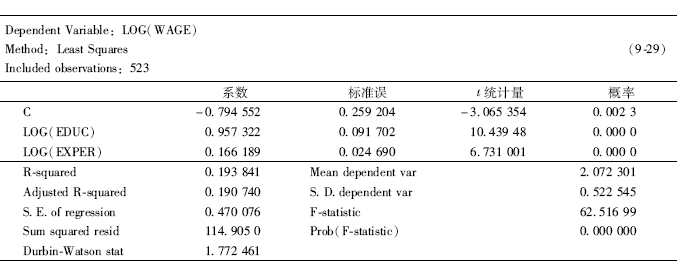 Dependent Variable: LOG(WAGE)
Method: Least Squares (9-29)
Included observations: 523
系数 标准误 t统计量 概率
C -0.794 552 0.259 204 -3.065 354 0.002 3
LOG(EDUC) 0.957 322 0.091 702 10.439 48 0.000 0
LOG(EXPER) 0.166 189 0.024 690 6.731 001 0.000 0
R-squared 0.193 841 Mean dependent var 2.072 301
Adjusted R-squared 0.190 740 S. D. dependent var 0.522 545
S. E. of regression 0.470 076 F-statistic 62.516 99
Sum squared resid 114.905 0 Prob(F-statistic) 0.000 000
Durbin-Watson stat 1.772 461